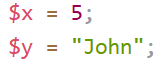 $x = 5;
$y = "John";